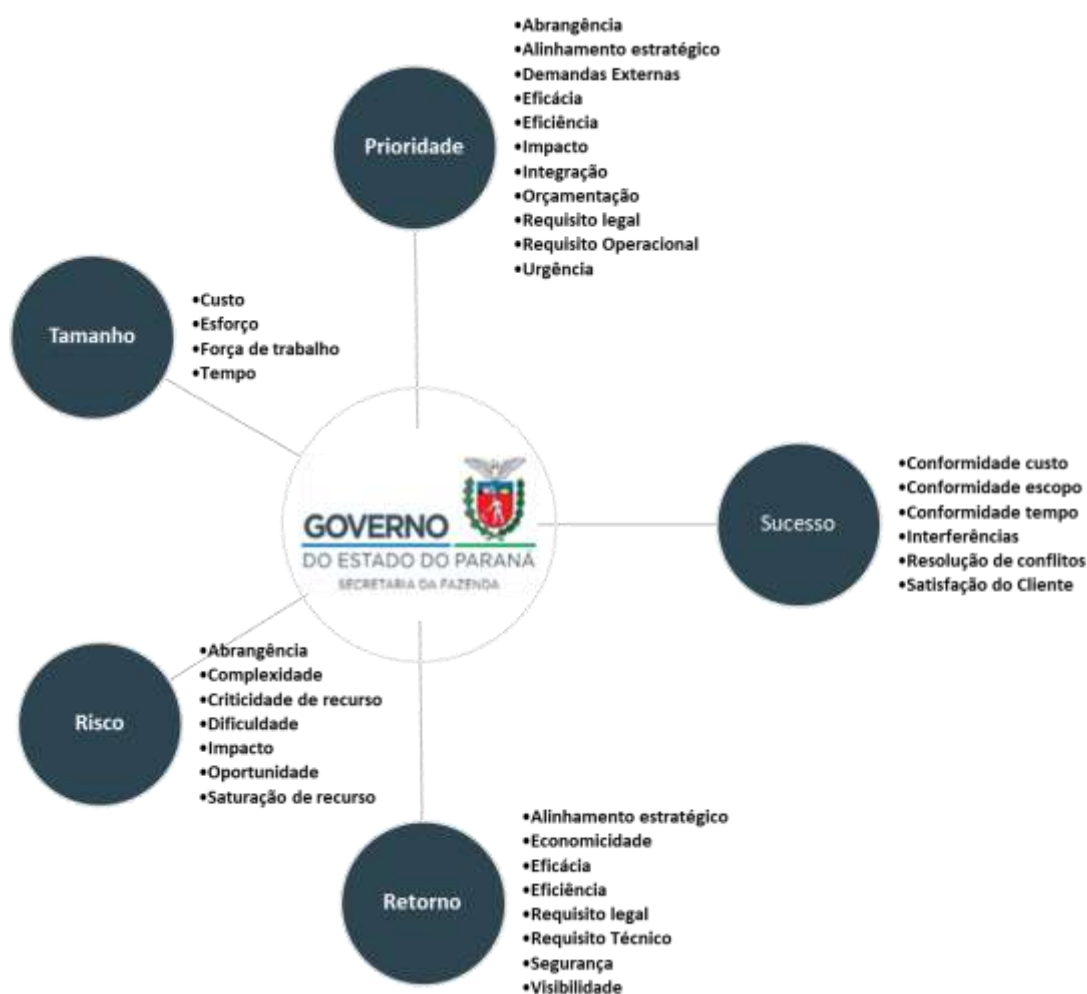 •Abrangência
•Alinhamento estratégico
•Demandas Externas
•Eficácia
•Eficiência
•Impacto
•Integração
•Orçamentação
•Requisito legal
•Requisito Operacional
•Urgência
Prioridade
Tamanho
•Custo
•Esforço
•Força de trabalho
•Tempo
GOVERNO
DO ESTADO DO PARANÁ
SECRETARIA DA FAZENDA
Sucesso
•Conformidade custo
•Conformidade escopo
•Conformidade tempo
•Interferências
•Resolução de conflitos
•Satisfação do Cliente
Risco
•Abrangência
•Complexidade
•Criticidade de recurso
•Dificuldade
•Impacto
•Oportunidade
•Saturação de recurso
Retorno
•Alinhamento estratégico
•Economicidade
•Eficácia
•Eficiência
•Requisito legal
•Requisito Técnico
•Segurança
•Visibilidade